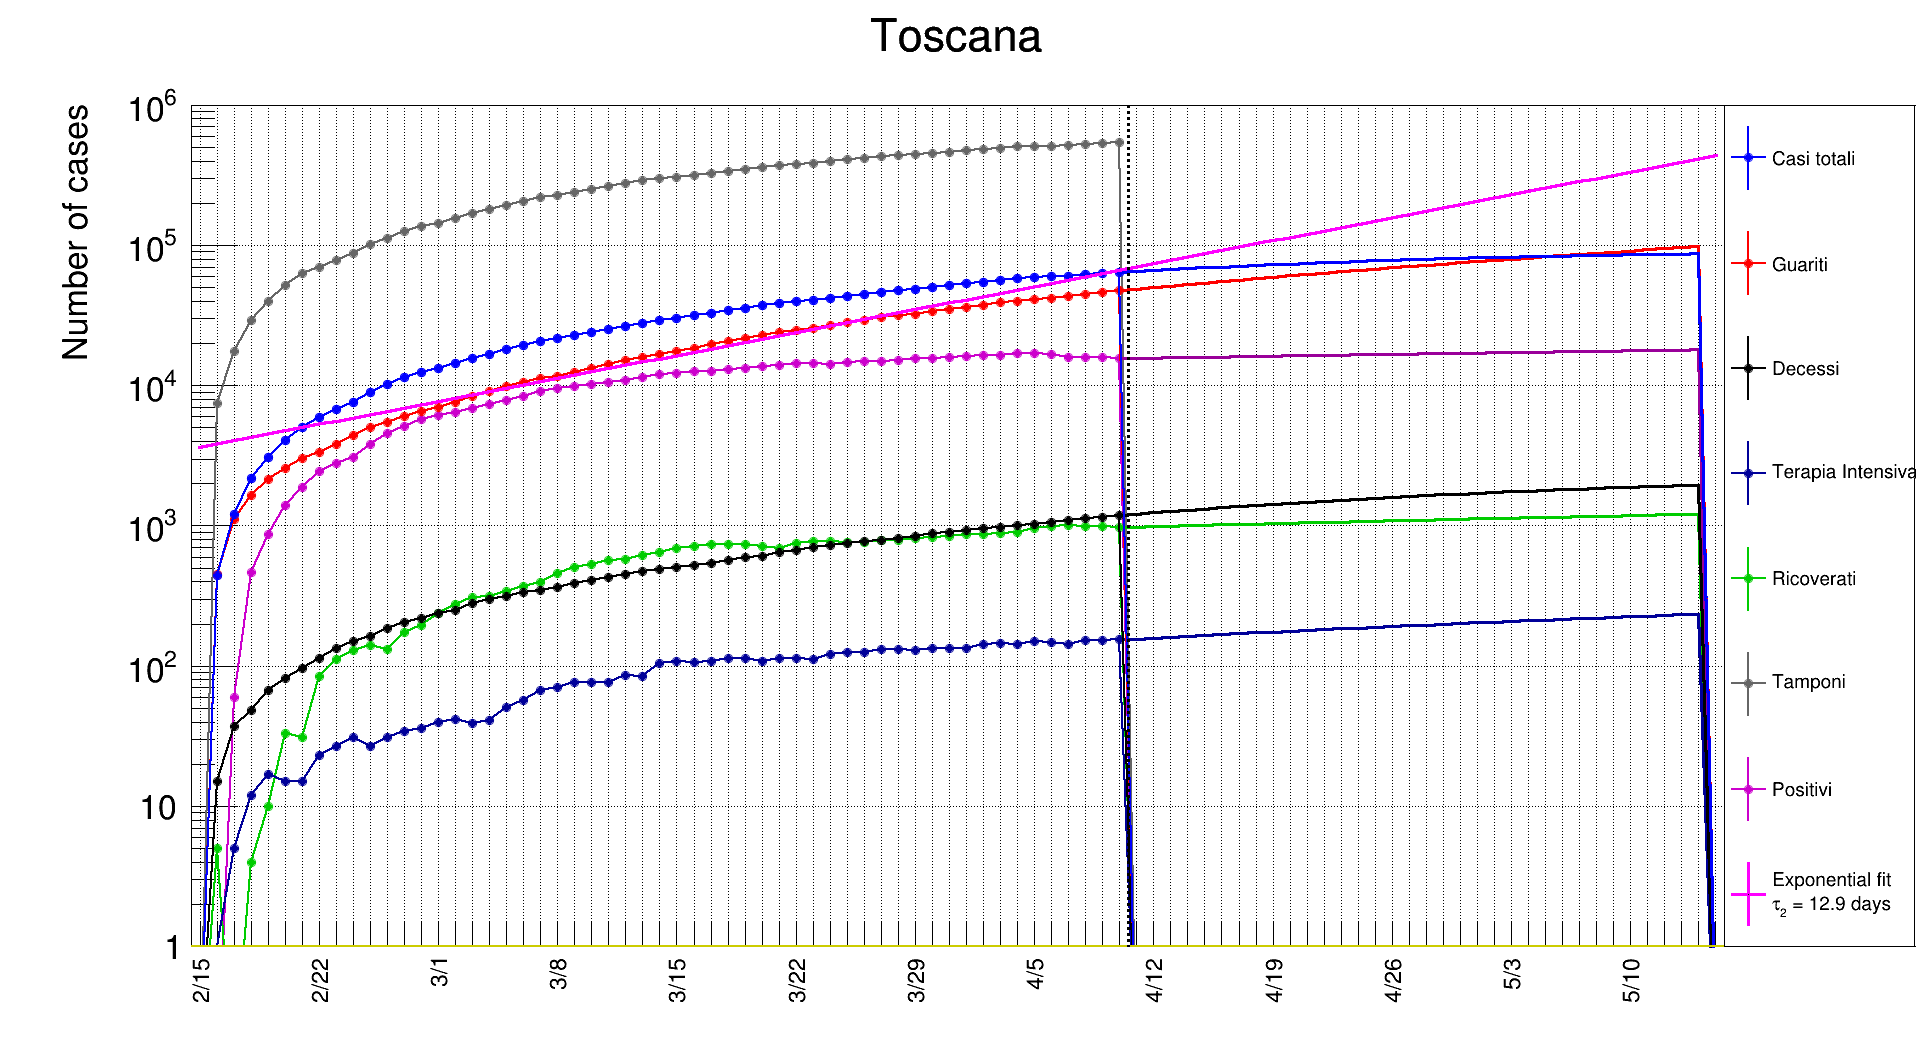 Toscana
Number of cases
10^6
10^5
10^4
10^3
10^2
10
1
2/15
2/22
3/1
3/8
3/15
3/22
3/29
4/5
4/12
4/19
4/26
5/3
5/10
Casi totali
Guariti
Decessi
Terapia Intensiva
Ricoverati
Tamponi
Positivi
Exponential fit
τ₂ = 12.9 days